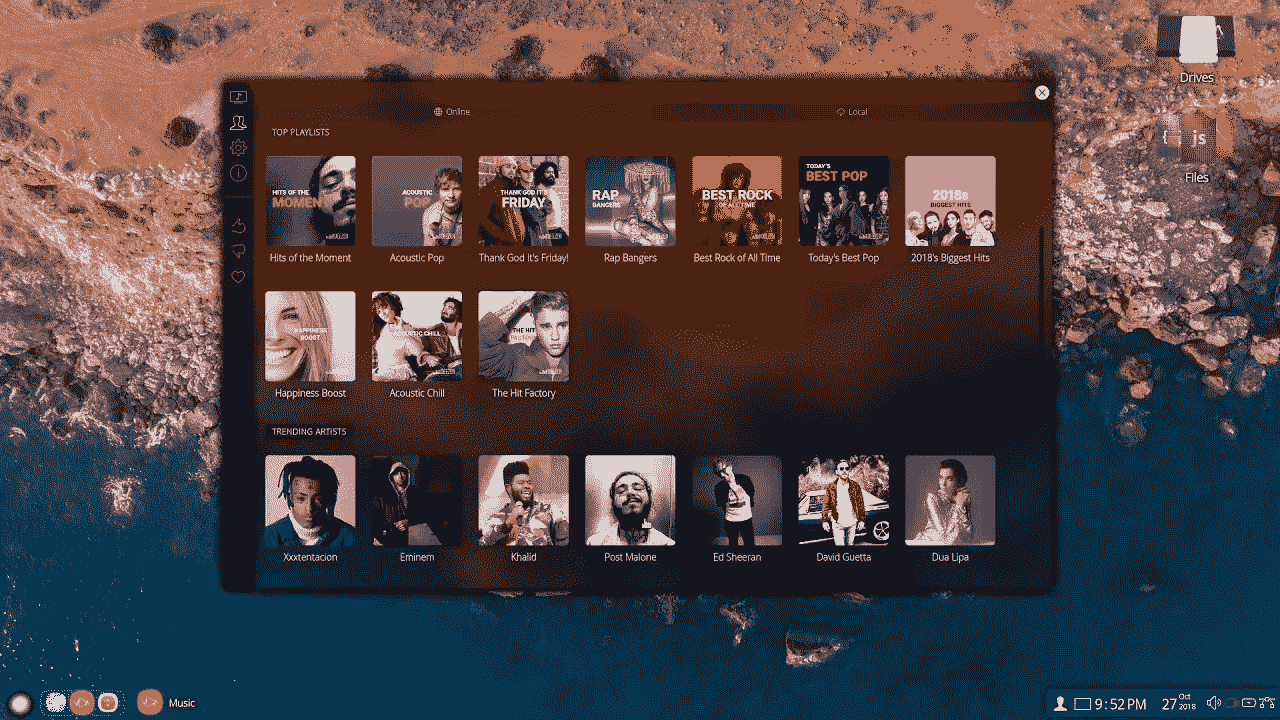 Drives
Online
Local
TOP PLAYLISTS
{
js
Files
HITS OF THE
MOMENT
ACOUSTIC
POP
THANK GOD IT'S
FRIDAY
RAP
BANGERS
BEST ROCK
OF ALL TIME
TODAY'S
BEST POP
2018s
BIGGEST HITS
Hits of the Moment
Acoustic Pop
Thank God It's Friday!
Rap Bangers
Best Rock of All Time
Today's Best Pop
2018's Biggest Hits
HAPPINESS
BOOST
ACOUSTIC CHILL
THE HIT
FACTORY
Happiness Boost
Acoustic Chill
The Hit Factory
TRENDING ARTISTS
Xxxtentacion
Eminem
Khalid
Post Malone
Ed Sheeran
David Guetta
Dua Lipa
Music
9:52 PM
27 Oct
2018